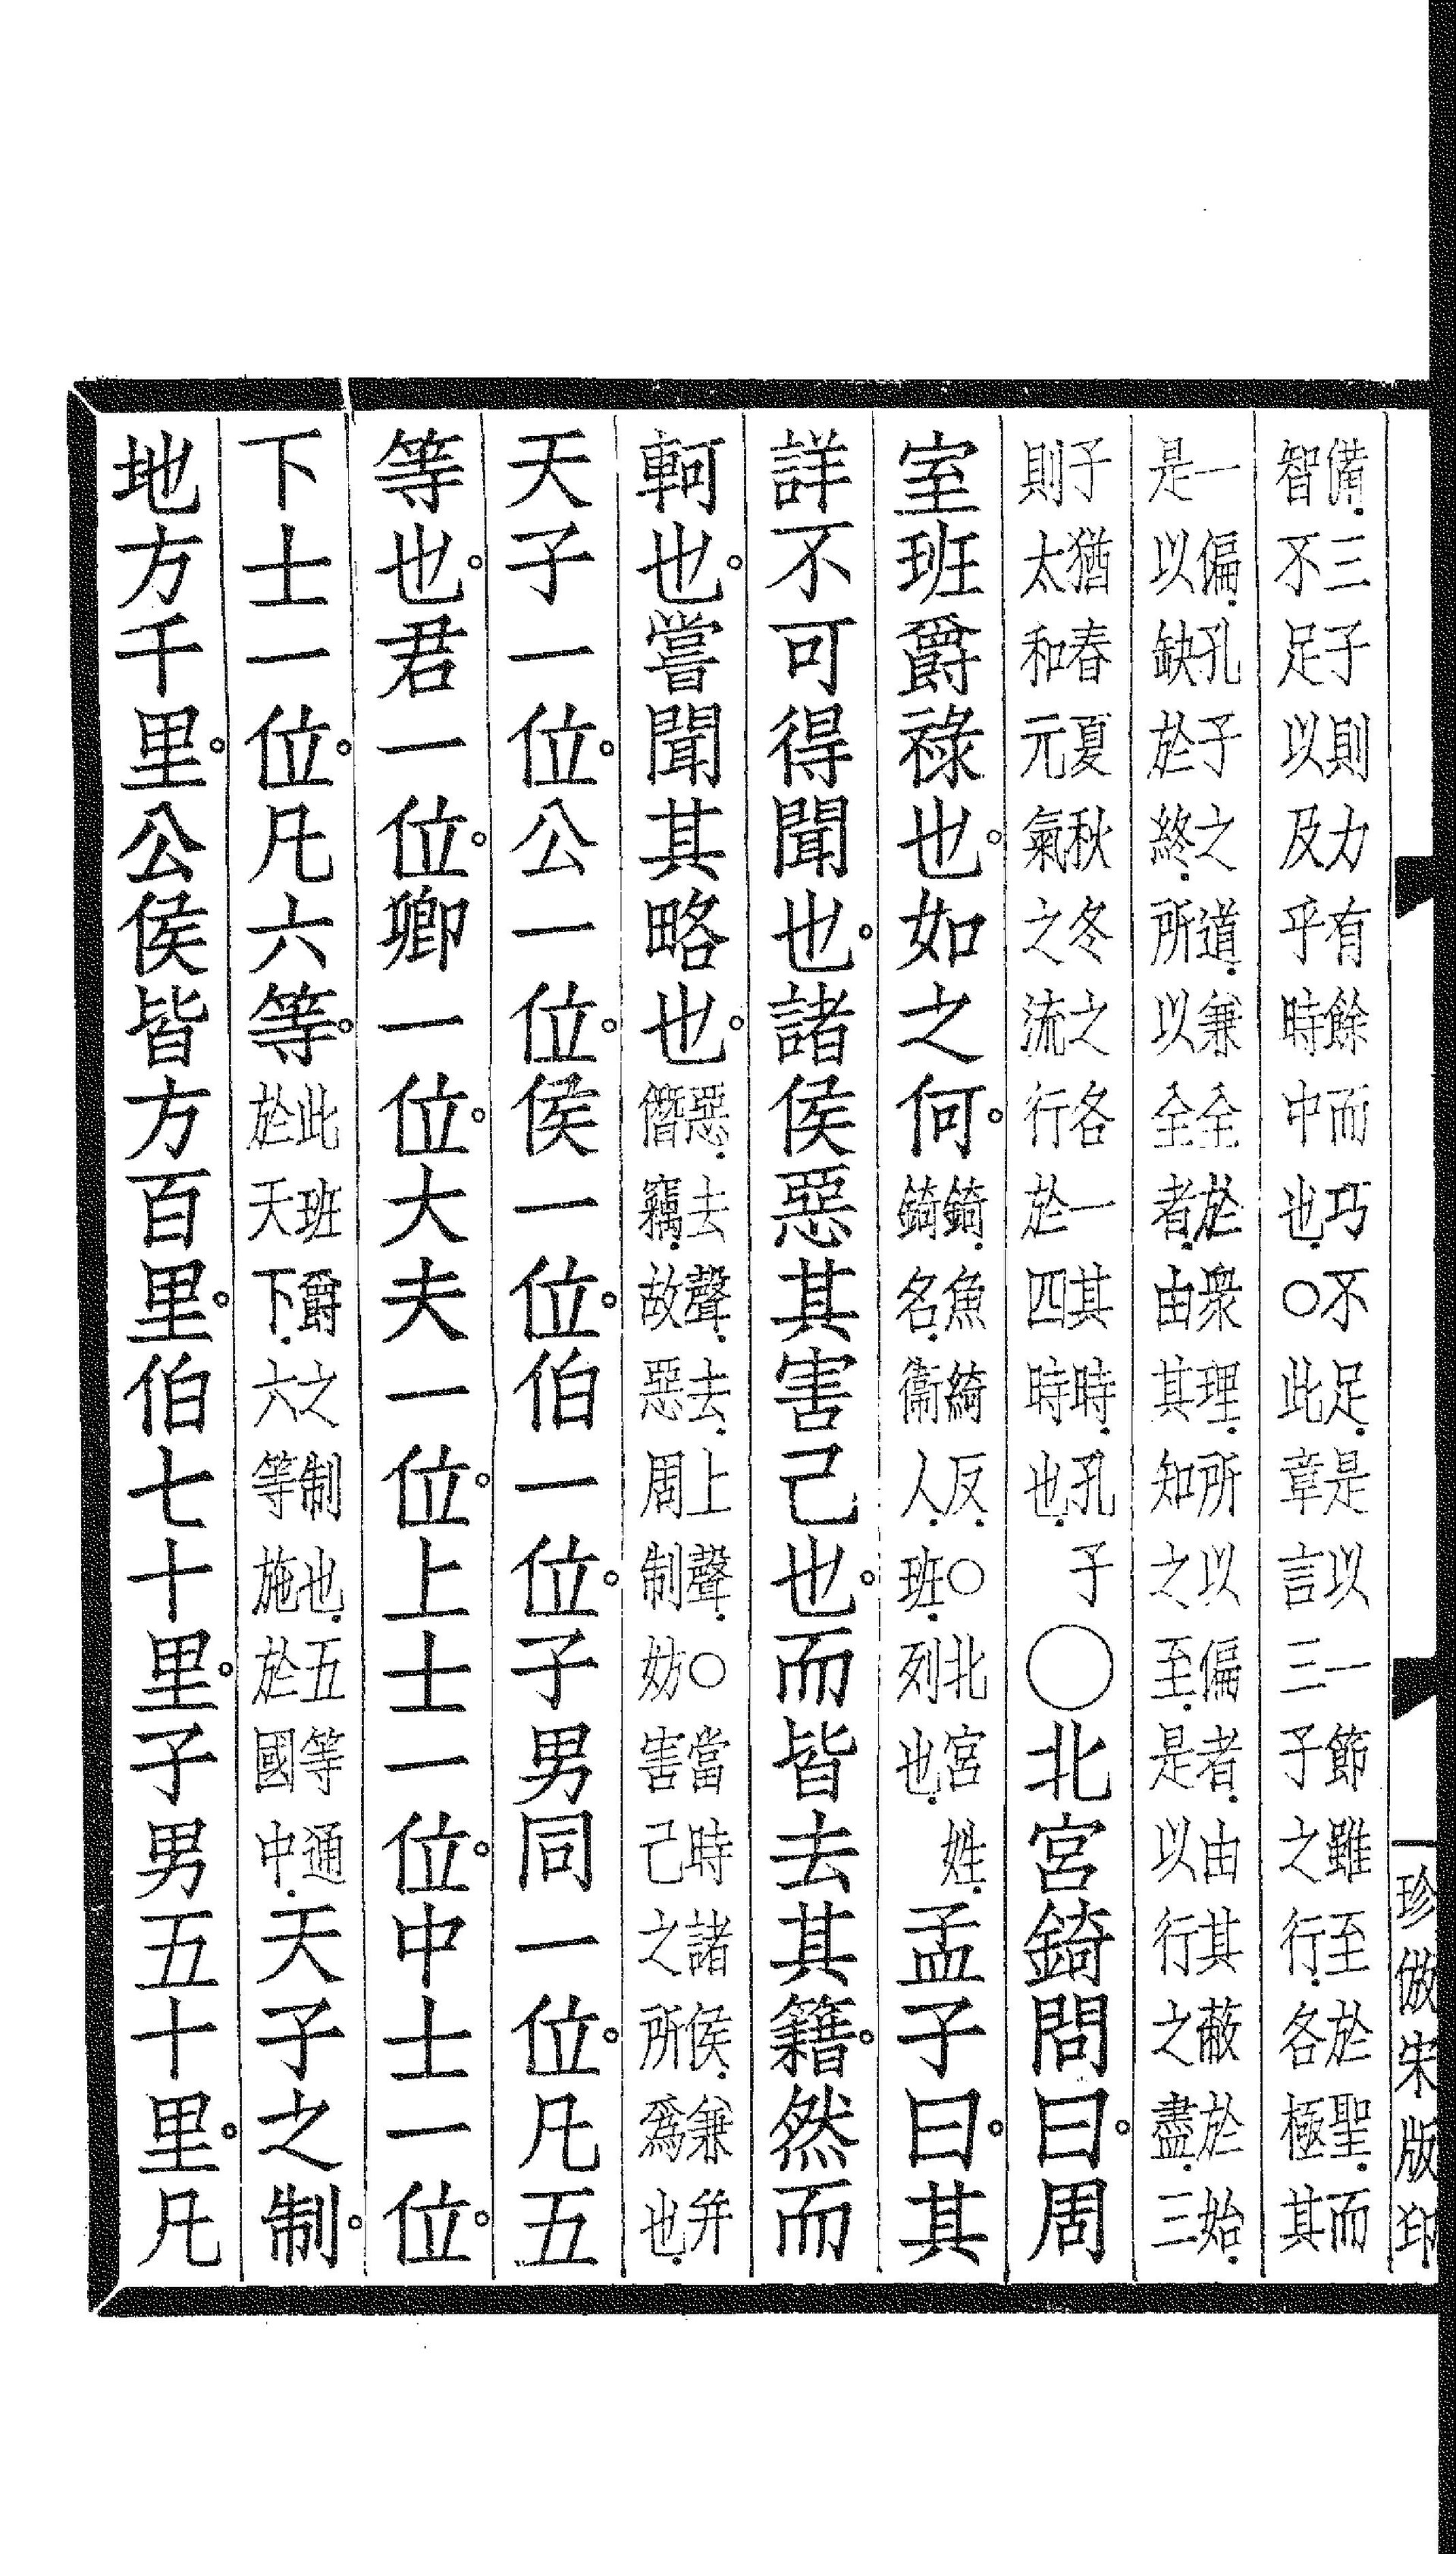 備三子則力有餘而巧不足是以一節雖至於聖而
智不足以及乎時中也○此章言三子之行各極其
一偏孔子之道兼全於衆理所以偏者由其蔽於始
是以缺於終所以全者由其知之至是以行之盡三
子猶春夏秋冬之各一其時孔子
則太和元氣之流行於四時也
○北宮錡問曰周
室班爵祿也如之何
錡魚綺反○北宮姓
錡名衞人班列也
孟子曰其
詳不可得聞也諸侯惡其害己也而皆去其籍然而
軻也嘗聞其略也
惡去聲去上聲○當時諸侯兼并
僭竊故惡周制妨害己之所爲也
天子一位公一位侯一位伯一位子男同一位凡五
等也君一位卿一位大夫一位上士一位中士一位
下士一位凡六等
此班爵之制也五等通
於天下六等施於國中
天子之制
地方千里公侯皆方百里伯七十里子男五十里凡
珍倣宋版印